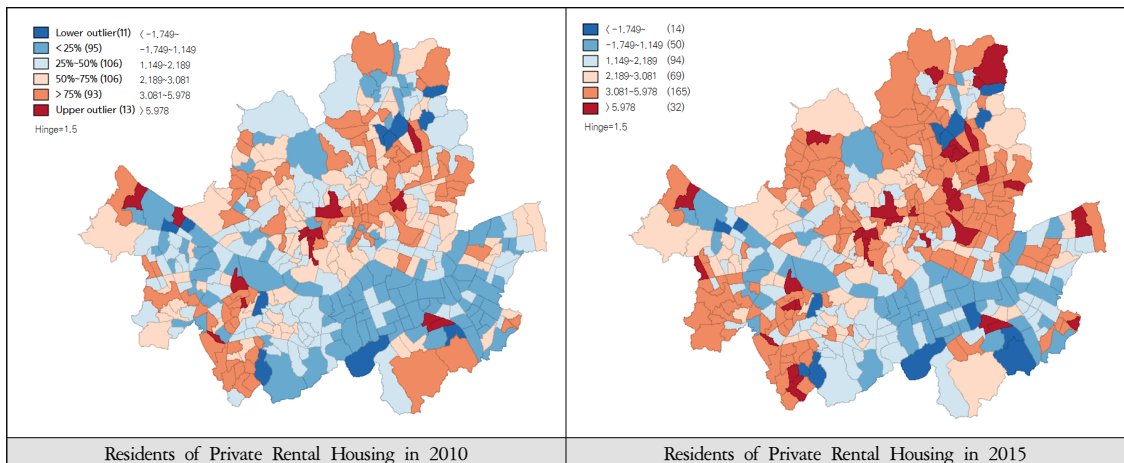 Lower outlier(11) 〈 -1.749-
<25% (95) -1.749~1.149
25%~50% (106) 1.149~2.189
50%~75% (106) 2.189~3.081
> 75% (93) 3.081~5.978
Upper outlier (13) 〉5.978
Hinge=1.5
〈 -1.749- (14)
-1.749~1,149 (50)
1.149~2.189 (94)
2.189~3.081 (69)
3.081~5.978 (165)
〉5.978 (32)
Hinge=1.5
Residents of Private Rental Housing in 2010
Residents of Private Rental Housing in 2015